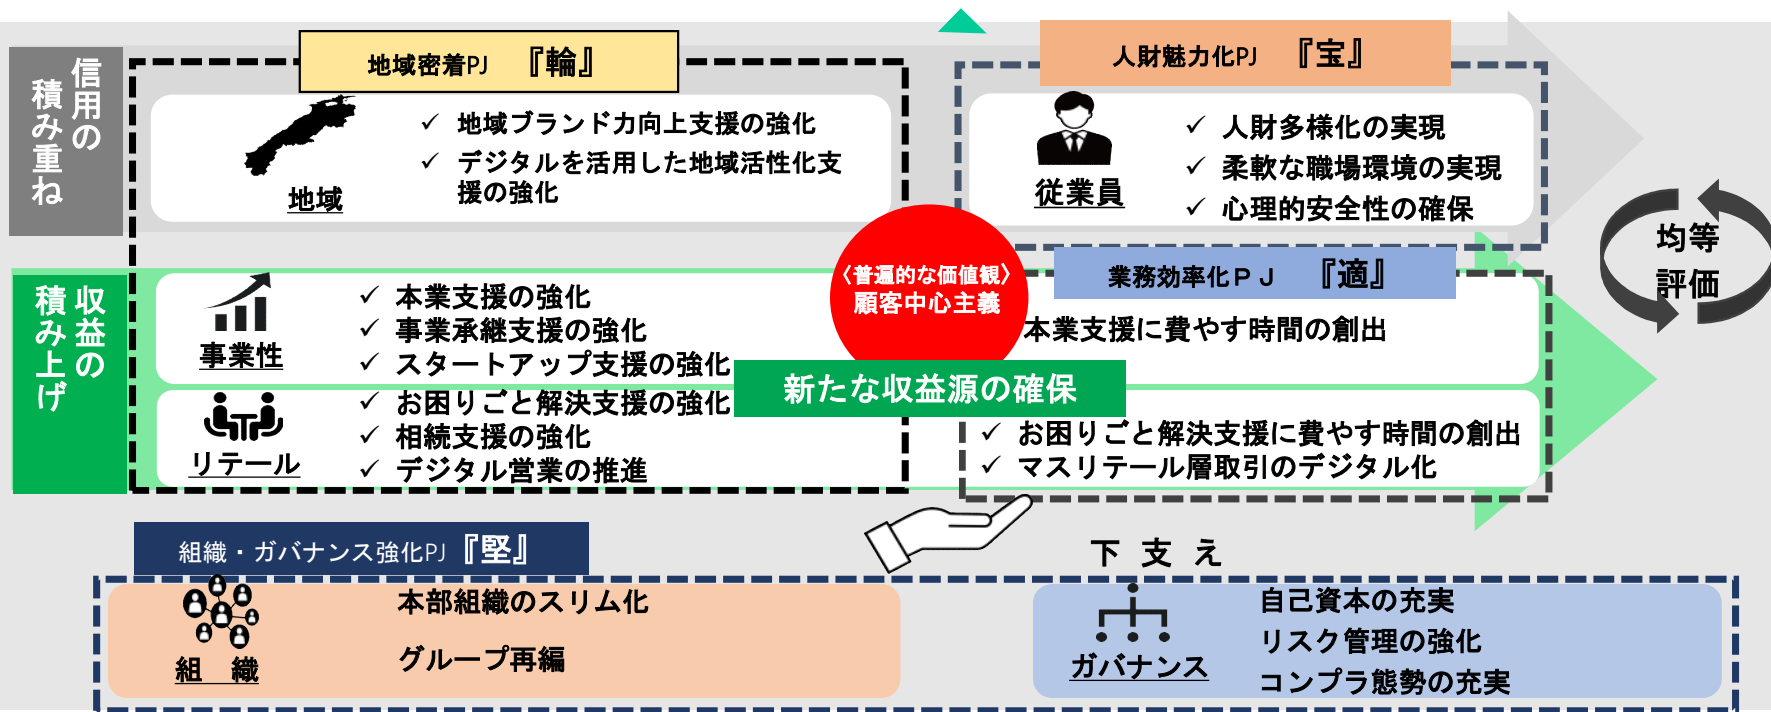 信用の
積み重ね
地域密着PJ 『輪』
地域
✓ 地域ブランド力向上支援の強化
✓ デジタルを活用した地域活性化支
援の強化
人財魅力化PJ 『宝』
従業員
✓ 人財多様化の実現
✓ 柔軟な職場環境の実現
✓ 心理的安全性の確保
均等
評価
収益の
積み上げ
事業性
✓ 本業支援の強化
✓ 事業承継支援の強化
✓ スタートアップ支援の強化
リテール
✓ お困りごと解決支援の強化
✓ 相続支援の強化
✓ デジタル営業の推進
〈普遍的な価値観〉
顧客中心主義
新たな収益源の確保
業務効率化ＰＪ 『適』
本業支援に費やす時間の創出
✓ お困りごと解決支援に費やす時間の創出
✓ マスリテール層取引のデジタル化
組織・ガバナンス強化PJ『堅』
下 支 え
組 織
本部組織のスリム化
グループ再編
ガバナンス
自己資本の充実
リスク管理の強化
コンプラ態勢の充実